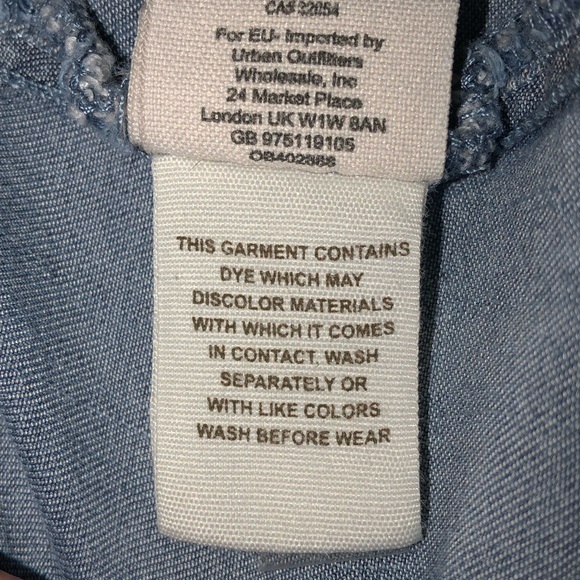 CA# 32654
For EU- Imported by
Urban Outfitters
Wholesale, Inc
24 Market Place
London UK W1W 8AN
GB 975119105
OB402888
THIS GARMENT CONTAINS
DYE WHICH MAY
DISCOLOR MATERIALS
WITH WHICH IT COMES
IN CONTACT. WASH
SEPARATELY OR
WITH LIKE COLORS
WASH BEFORE WEAR